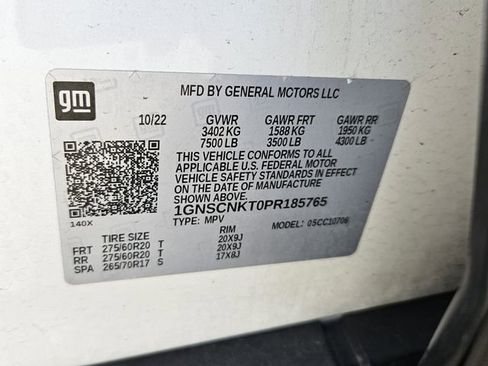 gm
MFD BY GENERAL MOTORS LLC
10/22 GVWR GAWR FRT GAWR RR
3402 KG 1588 KG 1950 KG
7500 LB 3500 LB 4300 LB
THIS VEHICLE CONFORMS TO ALL
APPLICABLE U.S. FEDERAL MOTOR
VEHICLE SAFETY STANDARDS IN
EFFECT ON THE DATE OF
MANUFACTURE SHOWN ABOVE.
1GNSCNKT0PR185765
140X TYPE: MPV MODEL: 05CC10706
TIRE SIZE RIM
FRT 275/60R20 T 20X9J
RR 275/60R20 T 20X9J
SPA 265/70R17 S 17X8J